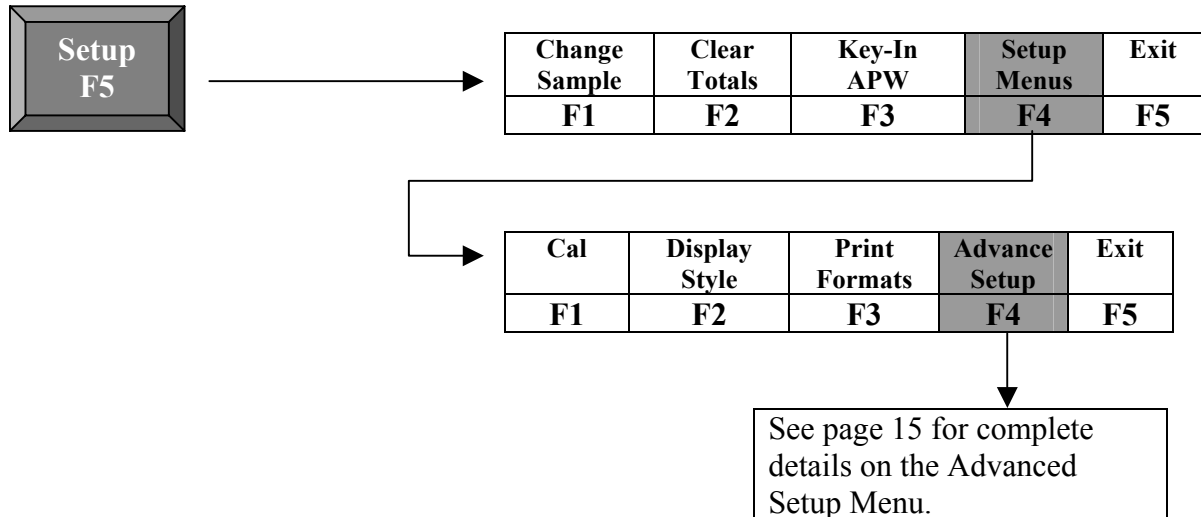 Setup
F5
Change Clear Key-In Setup Exit
Sample Totals APW Menus
F1 F2 F3 F4 F5
Cal Display Print Advance Exit
Style Formats Setup
F1 F2 F3 F4 F5
See page 15 for complete
details on the Advanced
Setup Menu.